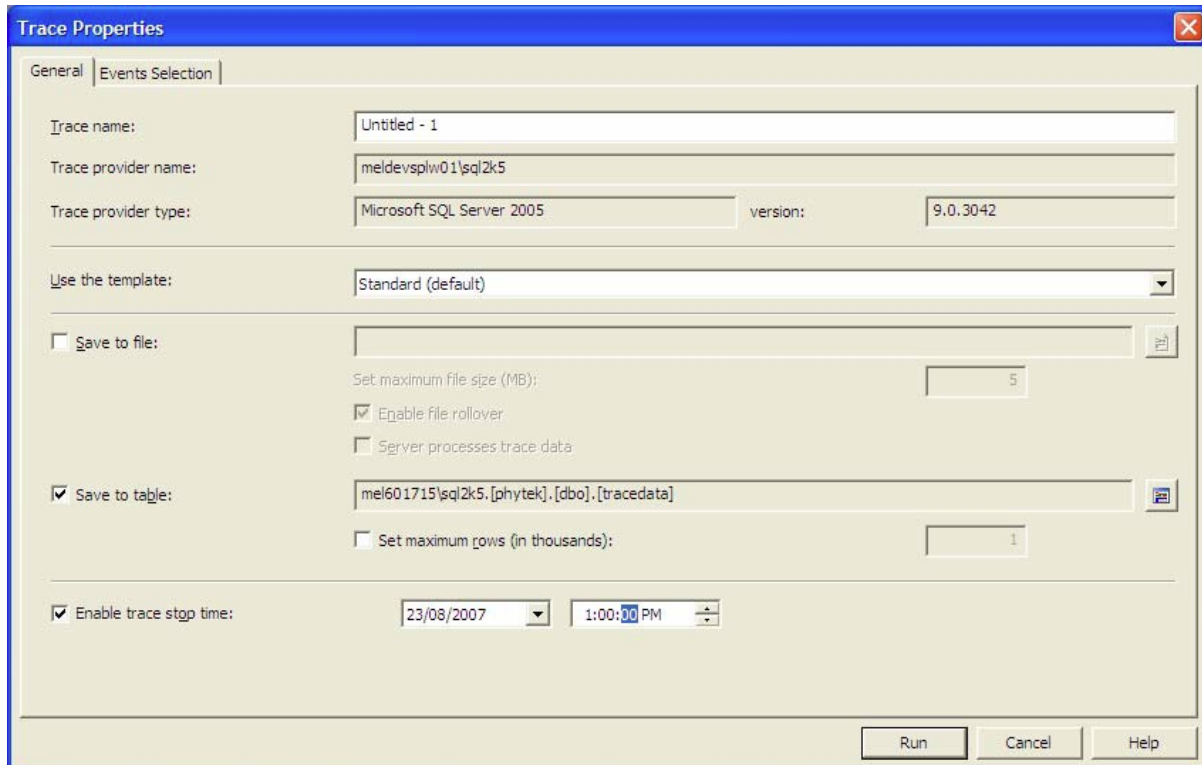 Trace Properties
General Events Selection
Trace name: Untitled - 1
Trace provider name: meldevsplw01\sql2k5
Trace provider type: Microsoft SQL Server 2005 version: 9.0.3042
Use the template: Standard (default)
Save to file:
Set maximum file size (MB): 5
Enable file rollover
Server processes trace data
Save to table: mel601715\sql2k5.[phytek].[dbo].[tracedata]
Set maximum rows (in thousands): 1
Enable trace stop time: 23/08/2007 1:00:00 PM
Run Cancel Help